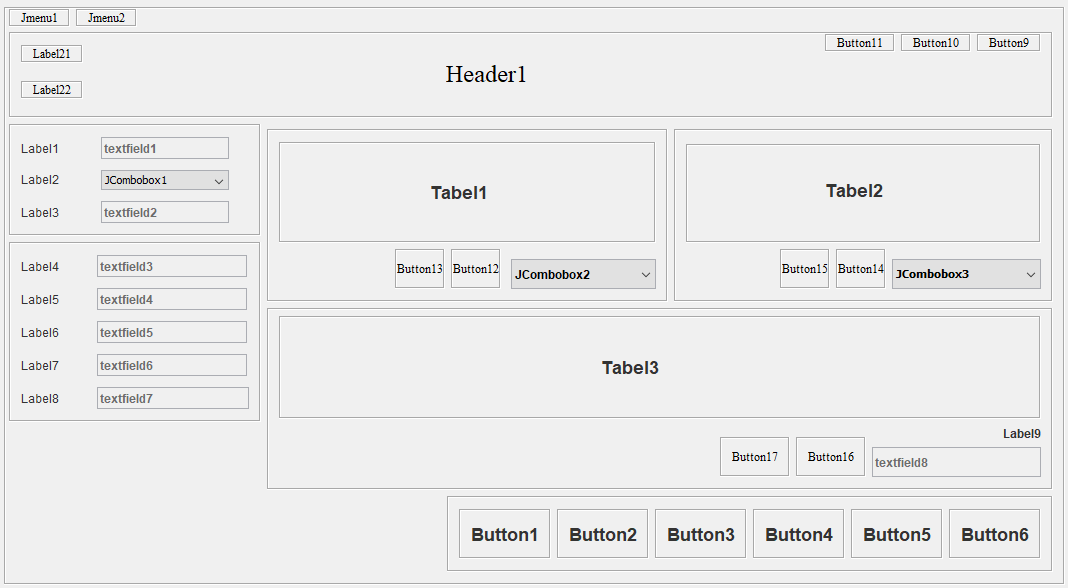 Jmenu1 Jmenu2
Button11 Button10 Button9
Label21
Header1
Label22
Label1 textfield1
Label2 JCombobox1
Label3 textfield2
Label4 textfield3
Label5 textfield4
Label6 textfield5
Label7 textfield6
Label8 textfield7
Tabel1
Button13 Button12 JCombobox2
Tabel2
Button15 Button14 JCombobox3
Tabel3
Label9
Button17 Button16 textfield8
Button1 Button2 Button3 Button4 Button5 Button6